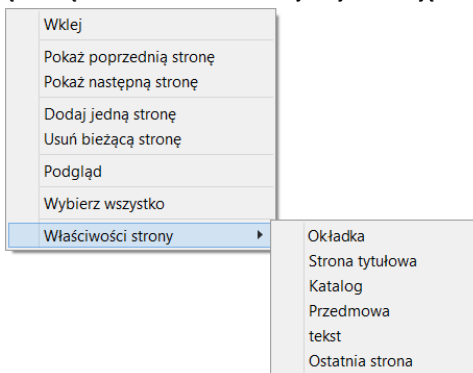 Wklej
Pokaż poprzednią stronę
Pokaż następną stronę
Dodaj jedną stronę
Usuń bieżącą stronę
Podgląd
Wybierz wszystko
Właściwości strony
Okładka
Strona tytułowa
Katalog
Przedmowa
tekst
Ostatnia strona